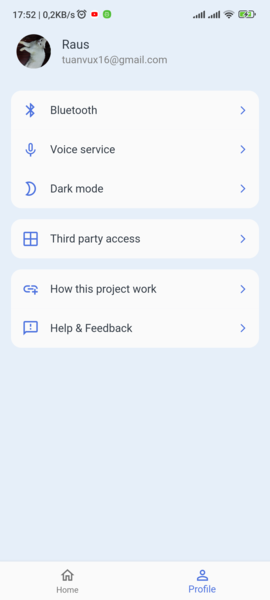 17:52 | 0,2KB/s
Raus
tuanvux16@gmail.com
Bluetooth
Voice service
Dark mode
Third party access
How this project work
Help & Feedback
Home
Profile